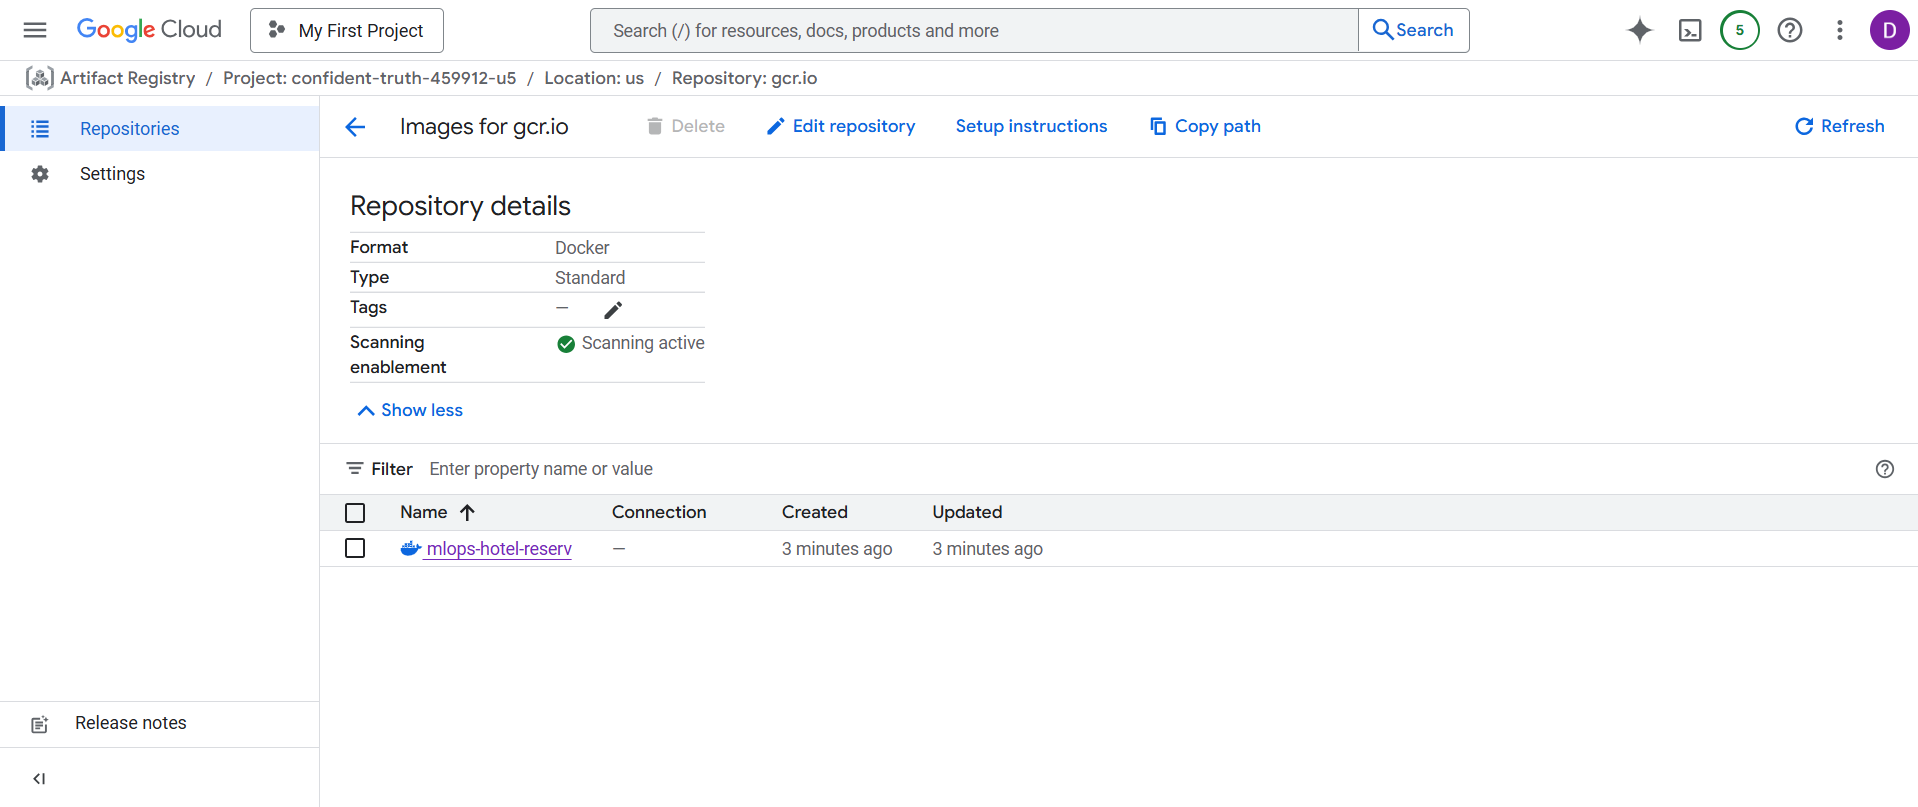 Google Cloud
My First Project
Search (/) for resources, docs, products and more
Search
5
D
Artifact Registry / Project: confident-truth-459912-u5 / Location: us / Repository: gcr.io
Repositories
Settings
Images for gcr.io
Delete
Edit repository
Setup instructions
Copy path
Refresh
Repository details
Format Docker
Type Standard
Tags —
Scanning enablement Scanning active
Show less
Filter Enter property name or value
Name Connection Created Updated
mlops-hotel-reserv — 3 minutes ago 3 minutes ago
Release notes